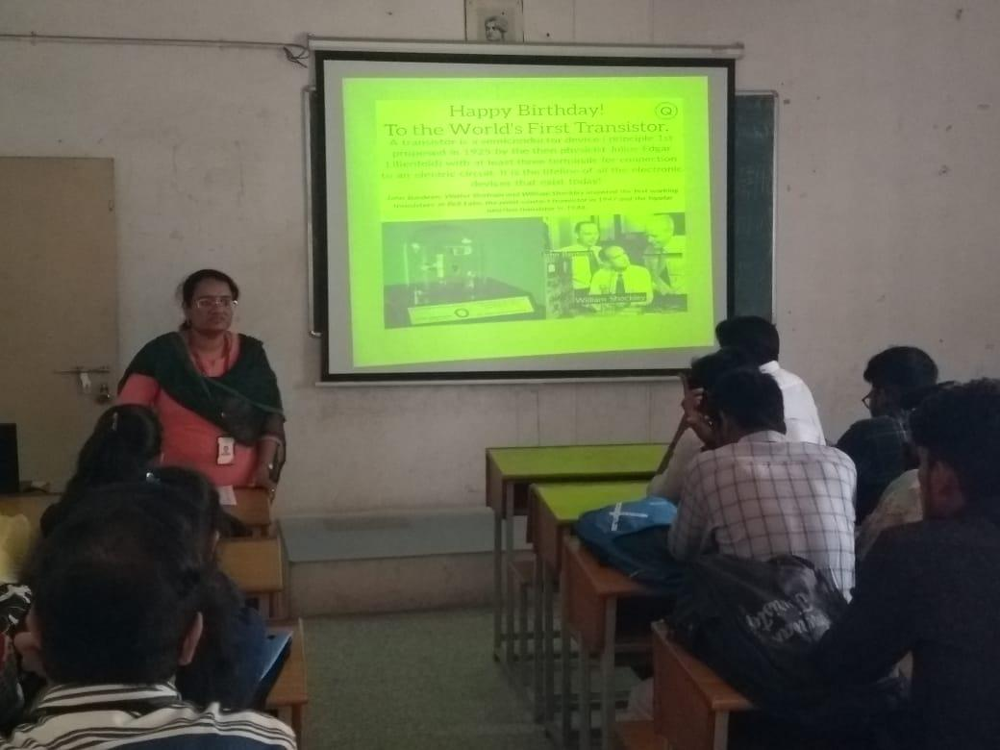 Happy Birthday!
Q
To the World's First Transistor.
A transistor is a semiconductor device ( principle 1st
proposed in 1925 by the then physicist Julius Edgar
Lilienfeld) with at least three terminals for connection
to an electric circuit. It is the lifeline of all the electronic
devices that exist today!
John Bardeen, Walter Brattain and William Shockley invented the first working
transistors at Bell Labs, the point-contact transistor in 1947 and the bipolar
junction transistor in 1948.
John Bardeen
William Shockley